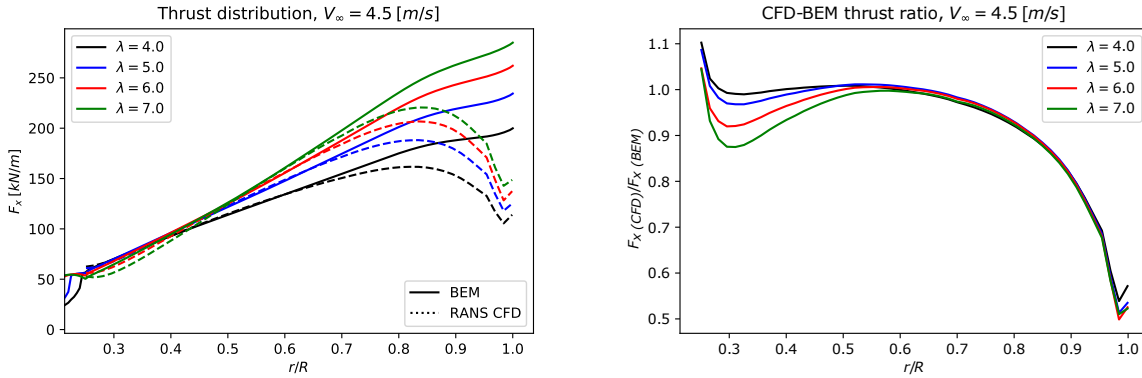 Thrust distribution, V∞ = 4.5 [m/s]
λ = 4.0
λ = 5.0
λ = 6.0
λ = 7.0
BEM
RANS CFD
Fx [kN/m]
250
200
150
100
50
0
0.3 0.4 0.5 0.6 0.7 0.8 0.9 1.0
r/R
CFD-BEM thrust ratio, V∞ = 4.5 [m/s]
λ = 4.0
λ = 5.0
λ = 6.0
λ = 7.0
Fx (CFD)/Fx (BEM)
1.1
1.0
0.9
0.8
0.7
0.6
0.5
0.3 0.4 0.5 0.6 0.7 0.8 0.9 1.0
r/R